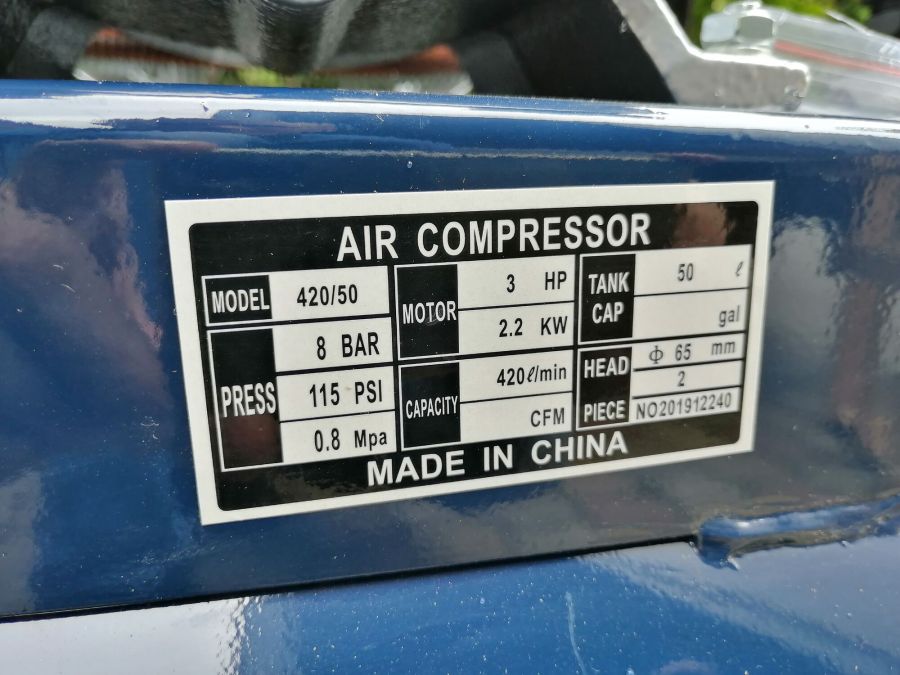 AIR COMPRESSOR
MODEL 420/50
PRESS 8 BAR
115 PSI
0.8 Mpa
MOTOR 3 HP
2.2 KW
CAPACITY 420ℓ/min
CFM
TANK CAP 50 ℓ
gal
HEAD PIECE Φ 65 mm
2
NO201912240
MADE IN CHINA